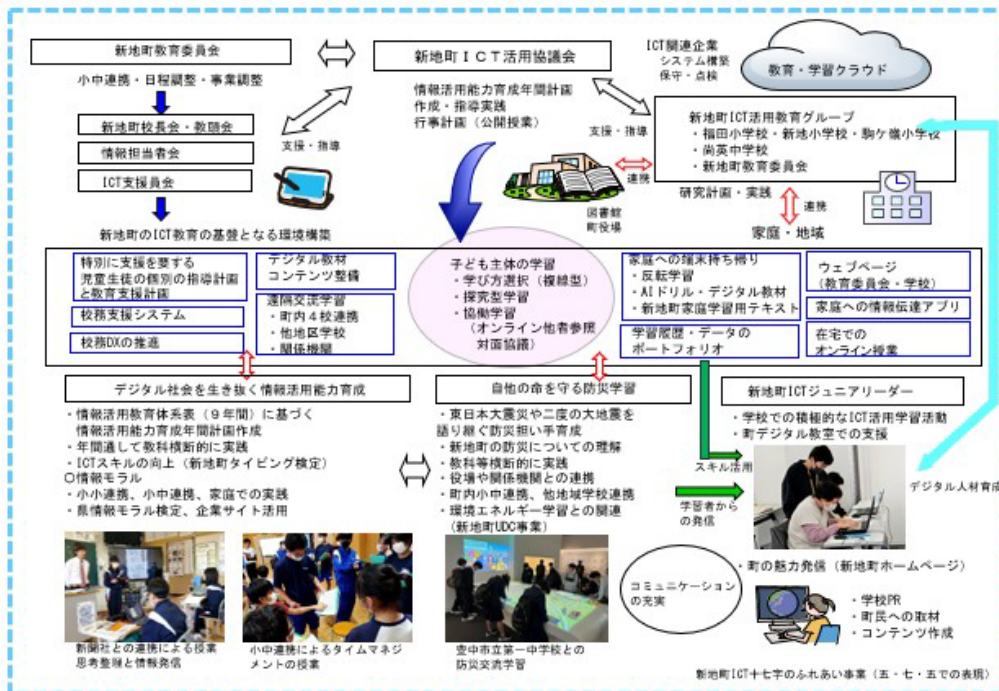 新地町教育委員会
小中連携・日程調整・事業調整
新地町校長会・教頭会
情報担当者会
ICT支援員会
新地町ICT活用協議会
情報活用能力育成年間計画
作成・指導実践
行事計画(公開授業)
支援・指導
ICT関連企業
システム構築
保守・点検
教育・学習クラウド
支援・指導
新地町ICT活用教育グループ
・福田小学校・新地小学校・駒ケ嶺小学校
・尚英中学校
・新地町教育委員会
連携
図書館
町役場
研究計画・実践
連携
家庭・地域
新地町のICT教育の基盤となる環境構築
特別に支援を要する
児童生徒の個別の指導計画
と教育支援計画
校務支援システム
校務DXの推進
デジタル教材
コンテンツ整備
遠隔交流学習
・町内4校連携
・他地区学校
・関係機関
子ども主体の学習
・学び方選択(複線型)
・探究型学習
・協働学習
(オンライン他者参照
対面協議)
家庭への端末持ち帰り
・反転学習
・AIドリル・デジタル教材
・新地町家庭学習用テキスト
学習履歴・データの
ポートフォリオ
ウェブページ
(教育委員会・学校)
家庭への情報伝達アプリ
在宅での
オンライン授業
デジタル社会を生き抜く情報活用能力育成
・情報活用教育体系表(9年間)に基づく
情報活用能力育成年間計画作成
・年間通して教科横断的に実践
・ICTスキルの向上(新地町タイピング検定)
○情報モラル
・小小連携、小中連携、家庭での実践
・県情報モラル検定、企業サイト活用
自他の命を守る防災学習
・東日本大震災や二度の大地震を
語り継ぐ防災担い手育成
・新地町の防災についての理解
・教科等横断的に実践
・役場や関係機関との連携
・町内小中連携、他地域学校連携
・環境エネルギー学習との関連
(新地町UDC事業)
新地町ICTジュニアリーダー
・学校での積極的なICT活用学習活動
・町デジタル教室での支援
スキル活用
デジタル人材育成
学習者から
の発信
新聞社との連携による授業
思考整理と情報発信
小中連携によるタイムマネジ
メントの授業
壹中市立第一中学校との
防災交流学習
コミュニケーション
の充実
・町の魅力発信(新地町ホームページ)
・学校PR
・町民への取材
・コンテンツ作成
新地町ICT十七字のふれあい事業(五・七・五での表現)